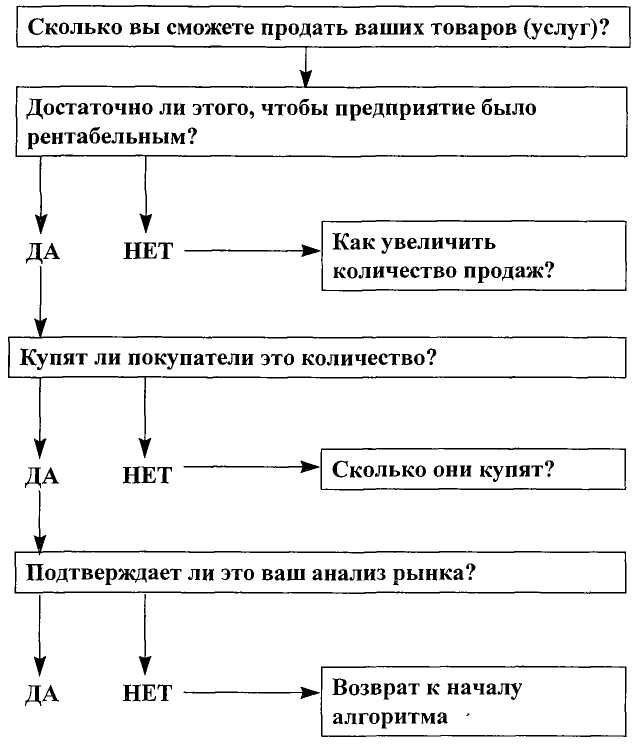 Сколько вы сможете продать ваших товаров (услуг)?
Достаточно ли этого, чтобы предприятие было
рентабельным?
ДА НЕТ
Как увеличить
количество продаж?
Купят ли покупатели это количество?
ДА НЕТ
Сколько они купят?
Подтверждает ли это ваш анализ рынка?
ДА НЕТ
Возврат к началу
алгоритма